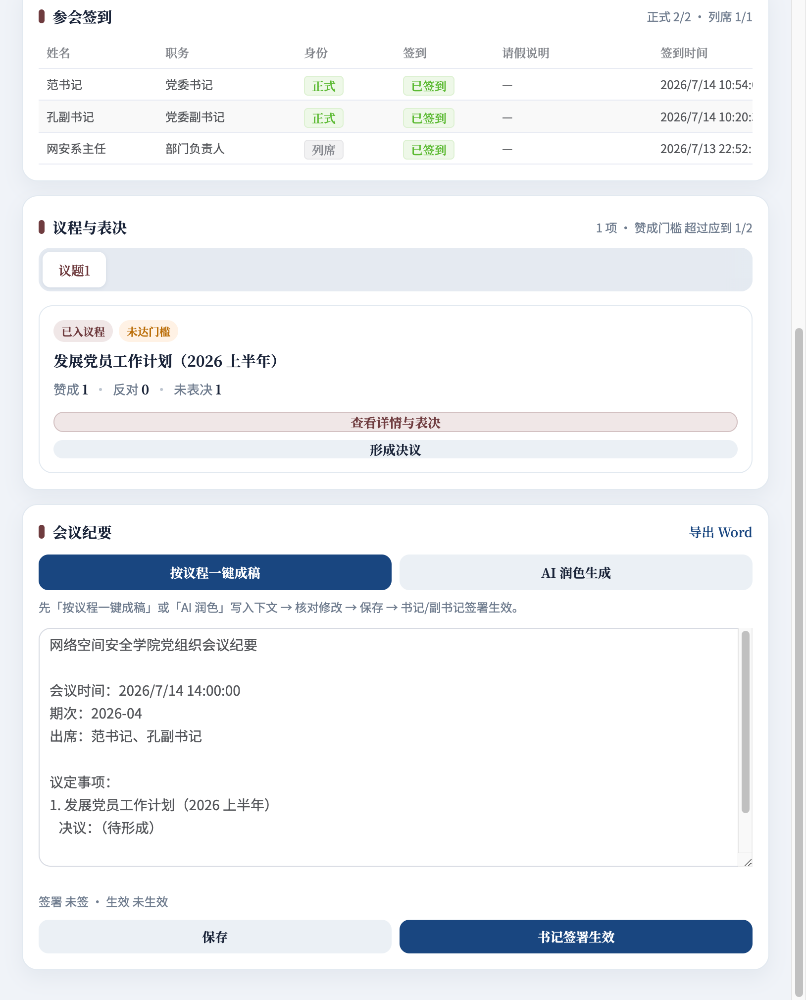 参会签到
正式 2/2 · 列席 1/1
姓名 职务 身份 签到 请假说明 签到时间
范书记 党委书记 正式 已签到 — 2026/7/14 10:54:
孔副书记 党委副书记 正式 已签到 — 2026/7/14 10:20:
网安系主任 部门负责人 列席 已签到 — 2026/7/13 22:52:
议程与表决
1 项 · 赞成门槛 超过应到 1/2
议题1
已入议程 未达门槛
发展党员工作计划（2026 上半年）
赞成 1 · 反对 0 · 未表决 1
查看详情与表决
形成决议
会议纪要
导出 Word
按议程一键成稿
AI 润色生成
先「按议程一键成稿」或「AI 润色」写入下文 → 核对修改 → 保存 → 书记/副书记签署生效。
网络空间安全学院党组织会议纪要
会议时间：2026/7/14 14:00:00
期次：2026-04
出席：范书记、孔副书记
议定事项：
1. 发展党员工作计划（2026 上半年）
决议：（待形成）
签署 未签 · 生效 未生效
保存
书记签署生效